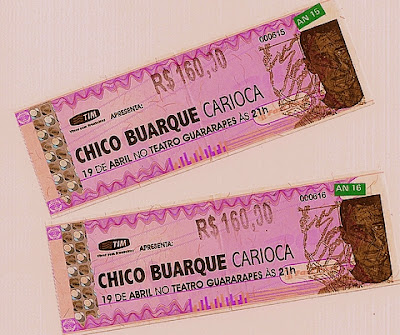 AN 15
000615
R$ 160,00
TIM
APRESENTA:
CHICO BUARQUE CARIOCA
19 DE ABRIL NO TEATRO GUARARAPES ÀS 21h
AN 16
000616
R$ 160,00
TIM
APRESENTA:
CHICO BUARQUE CARIOCA
19 DE ABRIL NO TEATRO GUARARAPES ÀS 21h